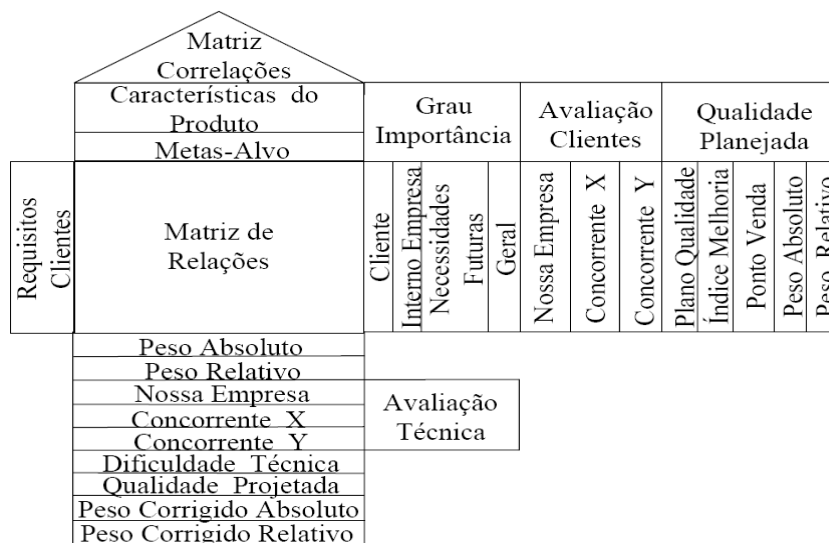 Matriz
Correlações
Características do
Produto
Metas-Alvo
Grau
Importância
Avaliação
Clientes
Qualidade
Planejada
Requisitos
Clientes
Matriz de
Relações
Cliente
Interno Empresa
Necessidades
Futuras
Geral
Nossa Empresa
Concorrente X
Concorrente Y
Plano Qualidade
Índice Melhoria
Ponto Venda
Peso Absoluto
Peso Relativo
Peso Absoluto
Peso Relativo
Nossa Empresa
Concorrente X
Concorrente Y
Avaliação
Técnica
Dificuldade Técnica
Qualidade Projetada
Peso Corrigido Absoluto
Peso Corrigido Relativo